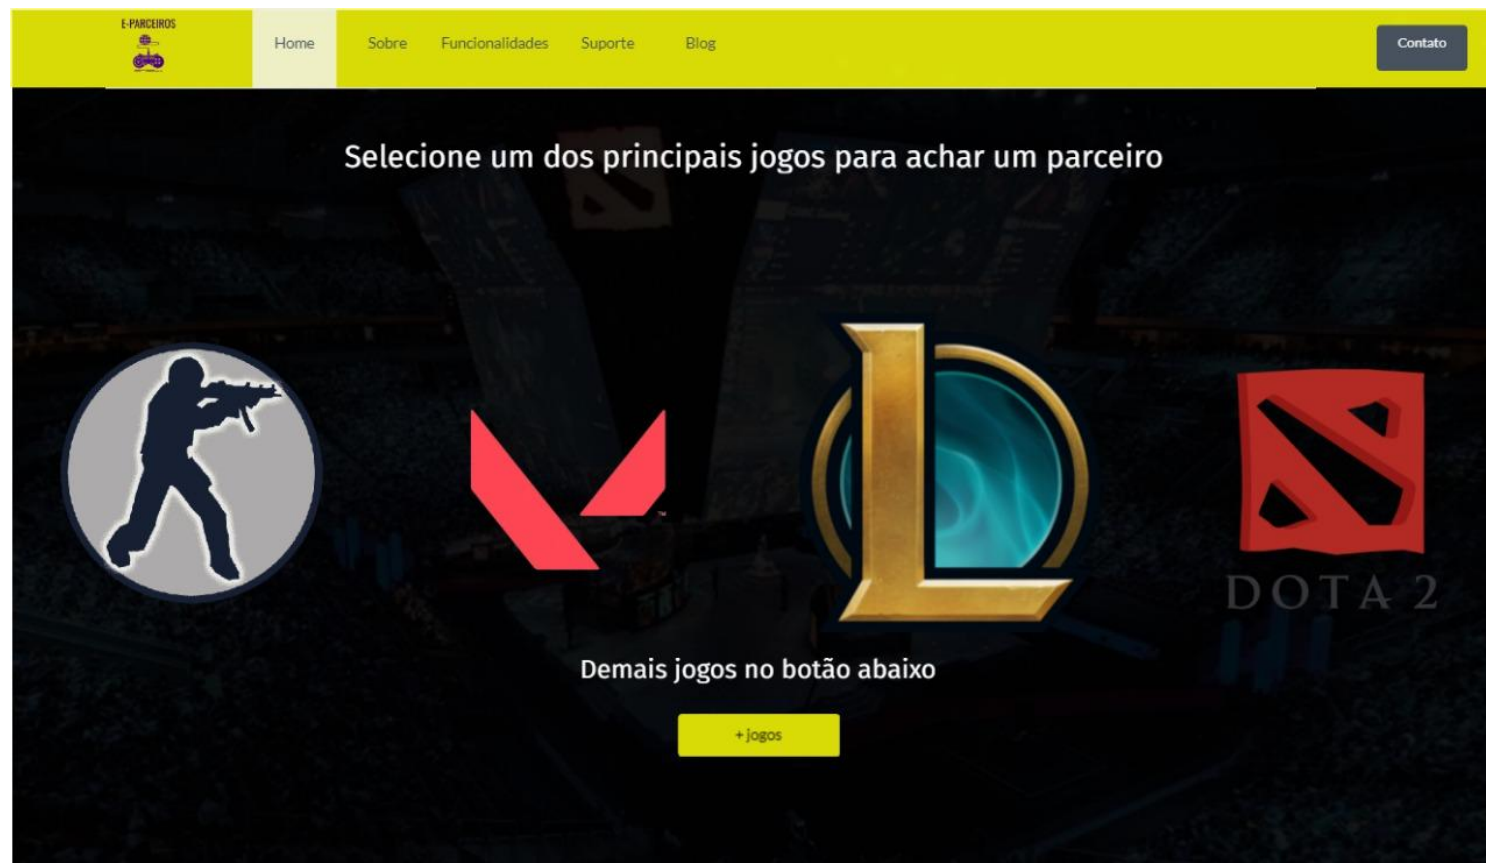 E-PARCEIROS
Home
Sobre
Funcionalidades
Suporte
Blog
Contato
Selecione um dos principais jogos para achar um parceiro
TM
DOTA 2
Demais jogos no botão abaixo
+ jogos